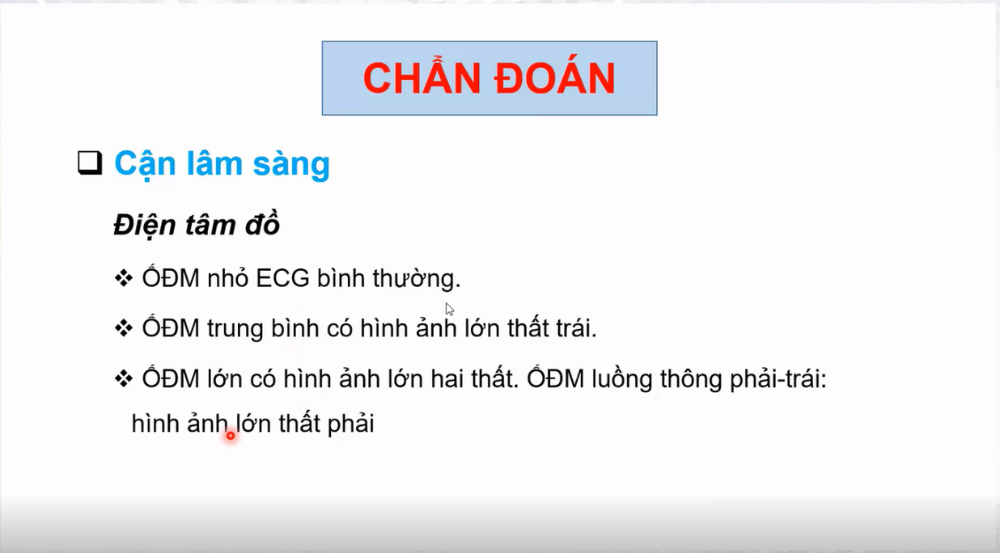 CHẨN ĐOÁN
Cận lâm sàng
Điện tâm đồ
ỐĐM nhỏ ECG bình thường.
ỐĐM trung bình có hình ảnh lớn thất trái.
ỐĐM lớn có hình ảnh lớn hai thất. ỐĐM luồng thông phải-trái:
hình ảnh lớn thất phải